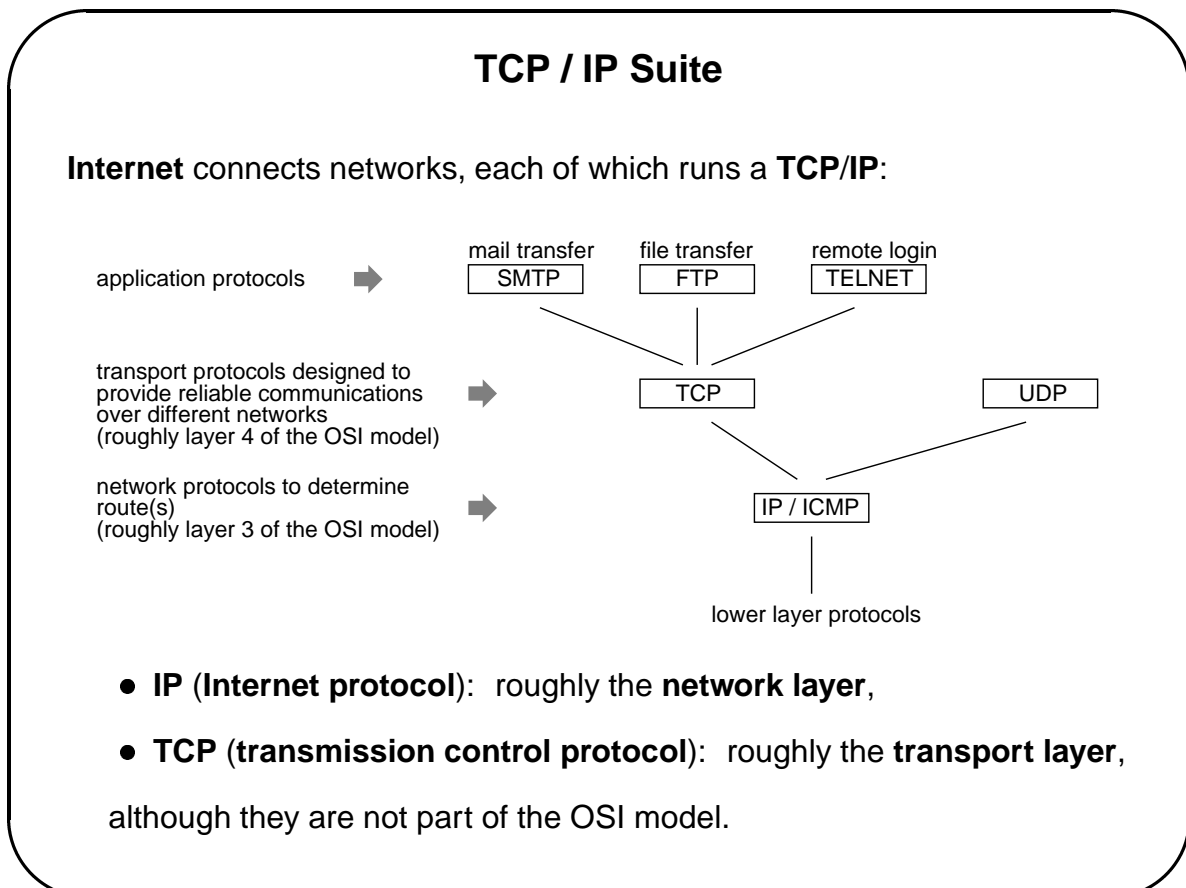 TCP / IP Suite
Internet connects networks, each of which runs a TCP/IP:
mail transfer file transfer remote login
application protocols SMTP FTP TELNET
transport protocols designed to
provide reliable communications
over different networks
(roughly layer 4 of the OSI model)
TCP UDP
network protocols to determine
route(s)
(roughly layer 3 of the OSI model)
IP / ICMP
lower layer protocols
● IP (Internet protocol): roughly the network layer,
● TCP (transmission control protocol): roughly the transport layer,
although they are not part of the OSI model.